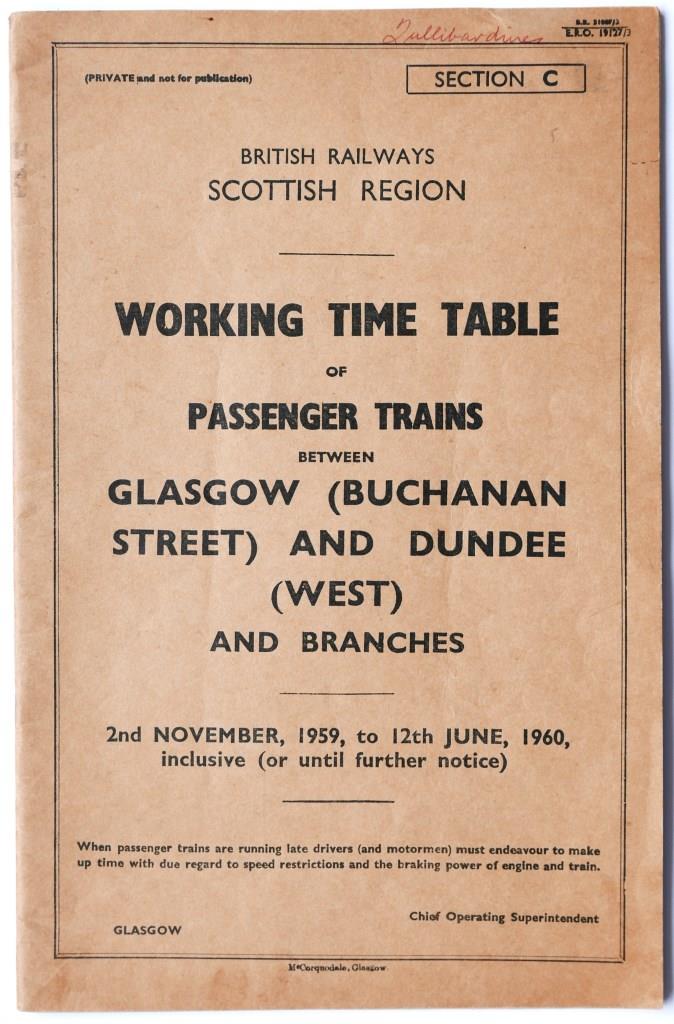 Tullibardine
B.R. 31007/2
E.R.O. 19127/3
(PRIVATE and not for publication)
SECTION C
BRITISH RAILWAYS
SCOTTISH REGION
WORKING TIME TABLE
OF
PASSENGER TRAINS
BETWEEN
GLASGOW (BUCHANAN
STREET) AND DUNDEE
(WEST)
AND BRANCHES
2nd NOVEMBER, 1959, to 12th JUNE, 1960,
inclusive (or until further notice)
When passenger trains are running late drivers (and motormen) must endeavour to make
up time with due regard to speed restrictions and the braking power of engine and train.
Chief Operating Superintendent
GLASGOW
McCorquodale, Glasgow